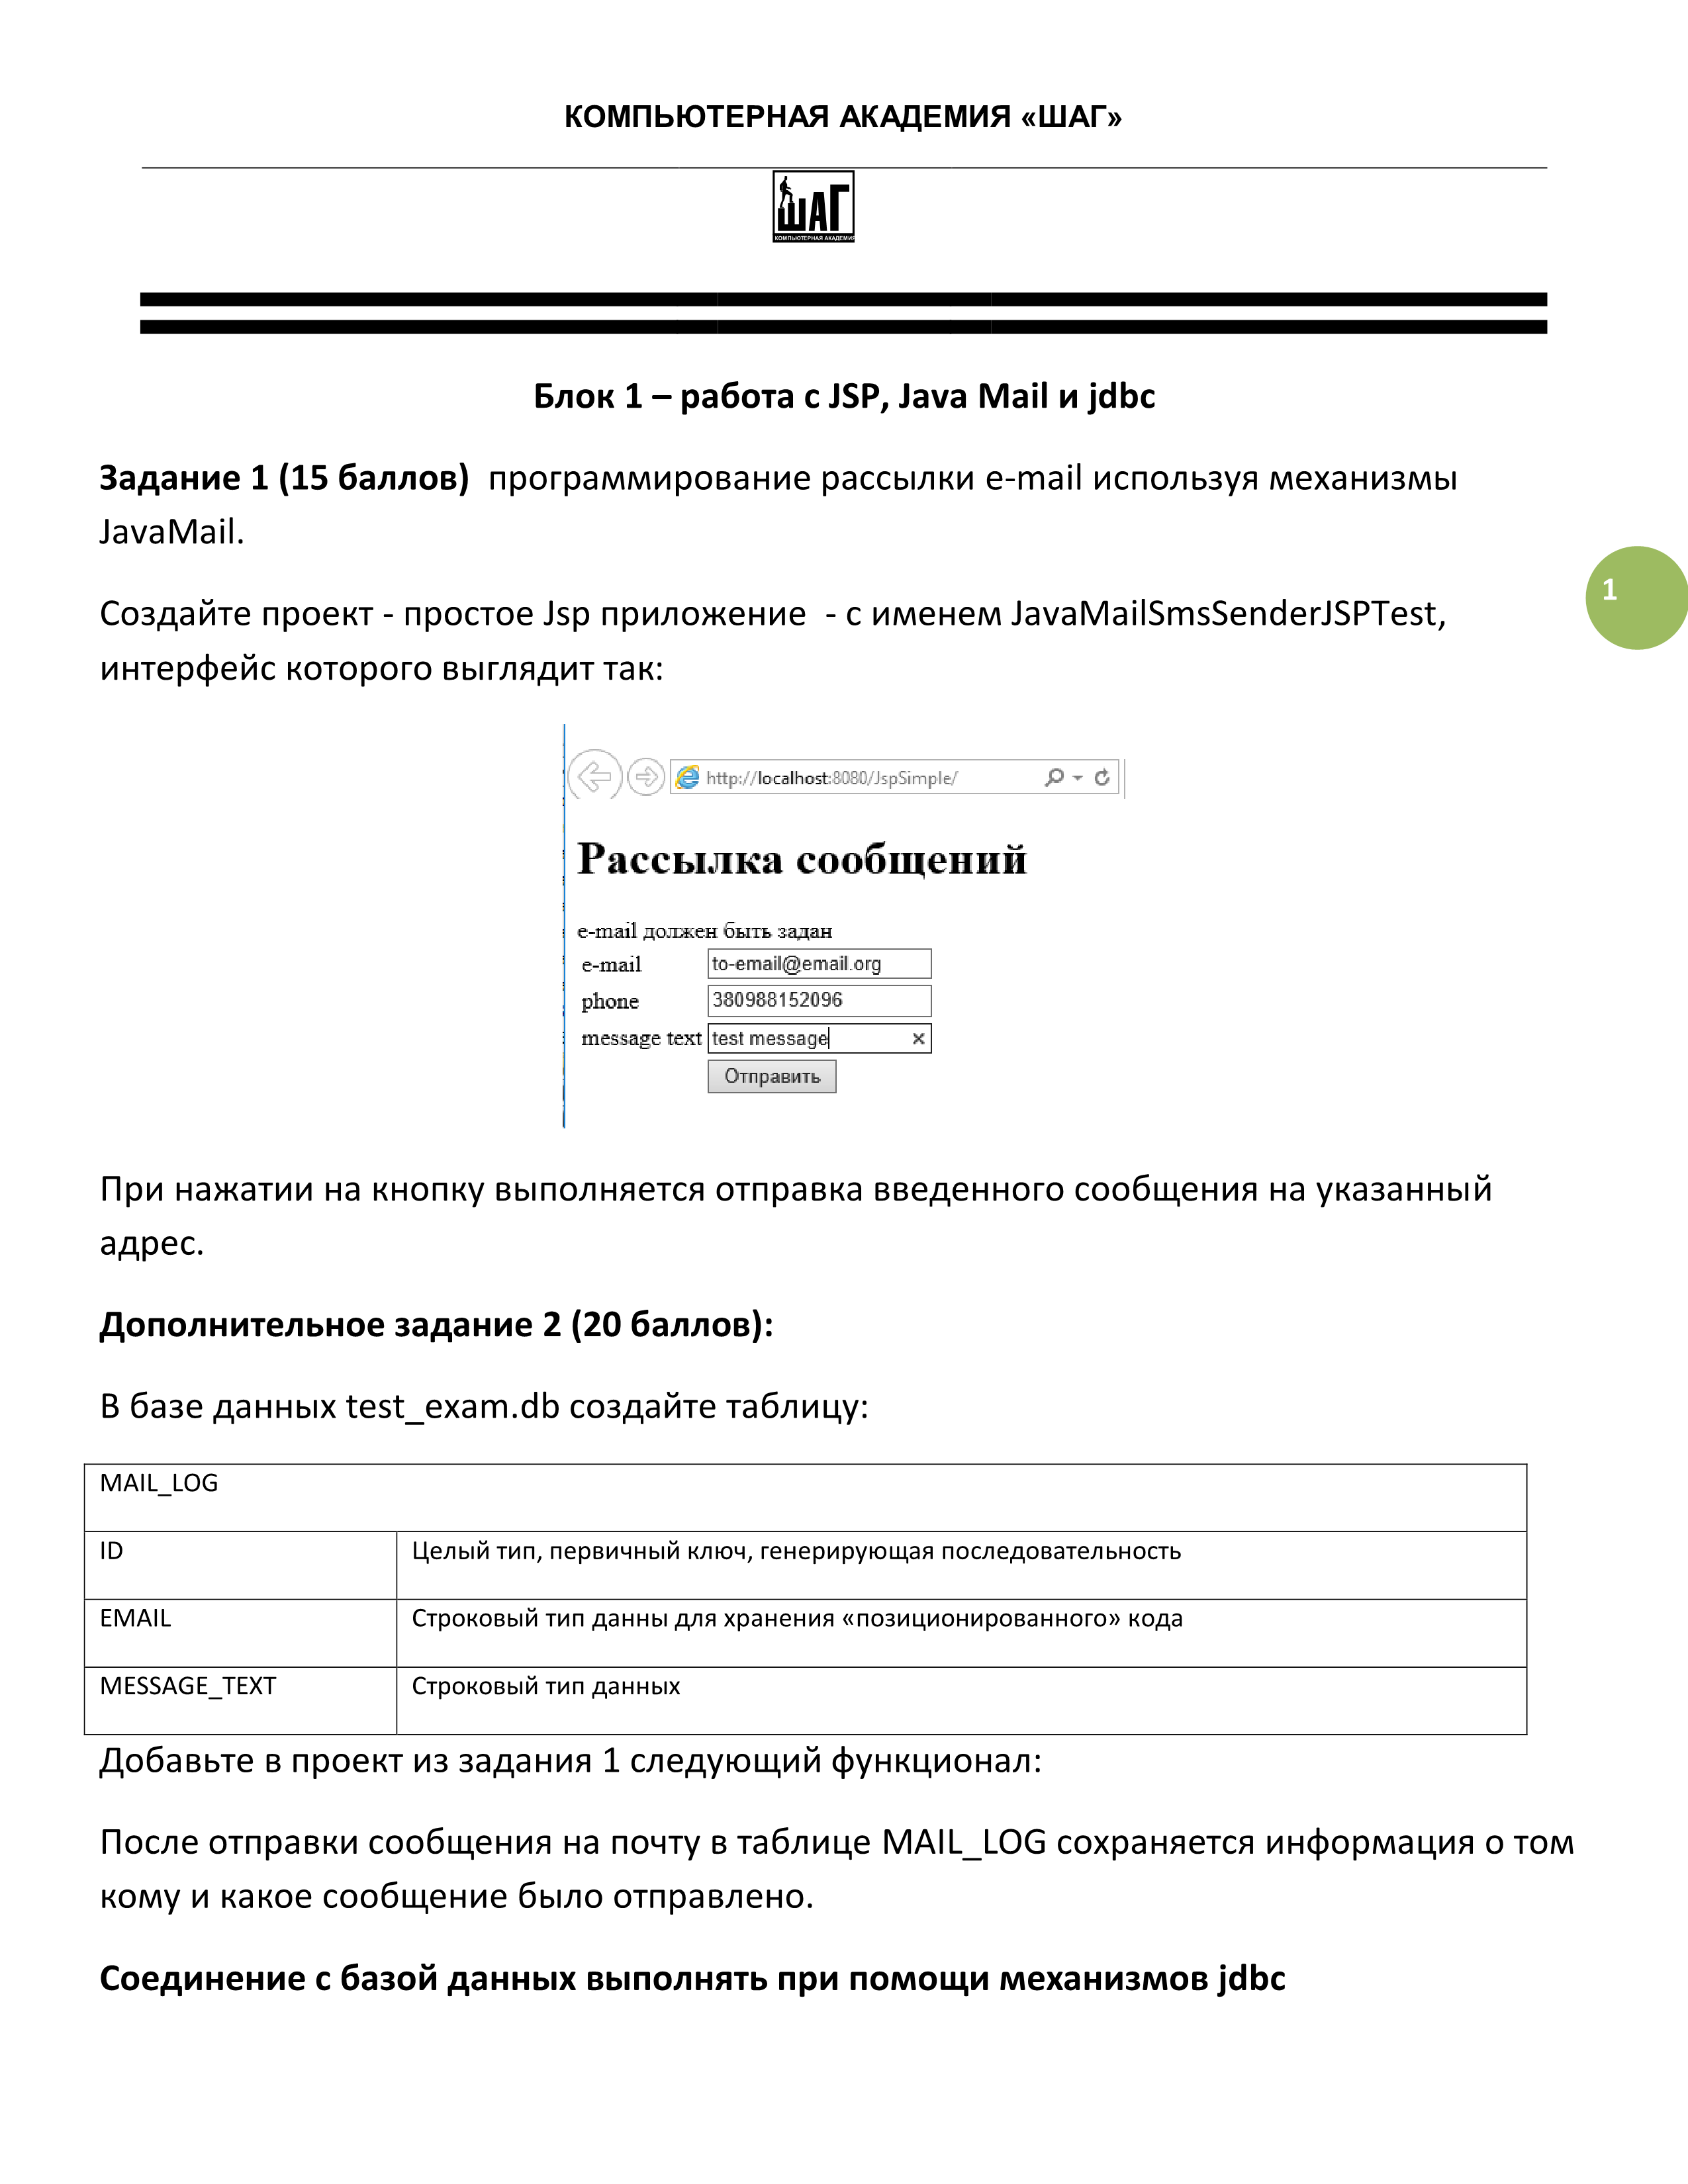 КОМПЬЮТЕРНАЯ АКАДЕМИЯ «ШАГ»
ШАГ
КОМПЬЮТЕРНАЯ АКАДЕМИЯ
Блок 1 – работа с JSP, Java Mail и jdbc
Задание 1 (15 баллов)  программирование рассылки e-mail используя механизмы
JavaMail.
1
Создайте проект - простое Jsp приложение  - с именем JavaMailSmsSenderJSPTest,
интерфейс которого выглядит так:
http://localhost:8080/JspSimple/
Рассылка сообщений
e-mail должен быть задан
e-mail to-email@email.org
phone 380988152096
message text test message
Отправить
При нажатии на кнопку выполняется отправка введенного сообщения на указанный
адрес.
Дополнительное задание 2 (20 баллов):
В базе данных test_exam.db создайте таблицу:
MAIL_LOG
ID Целый тип, первичный ключ, генерирующая последовательность
EMAIL Строковый тип данны для хранения «позиционированного» кода
MESSAGE_TEXT Строковый тип данных
Добавьте в проект из задания 1 следующий функционал:
После отправки сообщения на почту в таблице MAIL_LOG сохраняется информация о том
кому и какое сообщение было отправлено.
Соединение с базой данных выполнять при помощи механизмов jdbc